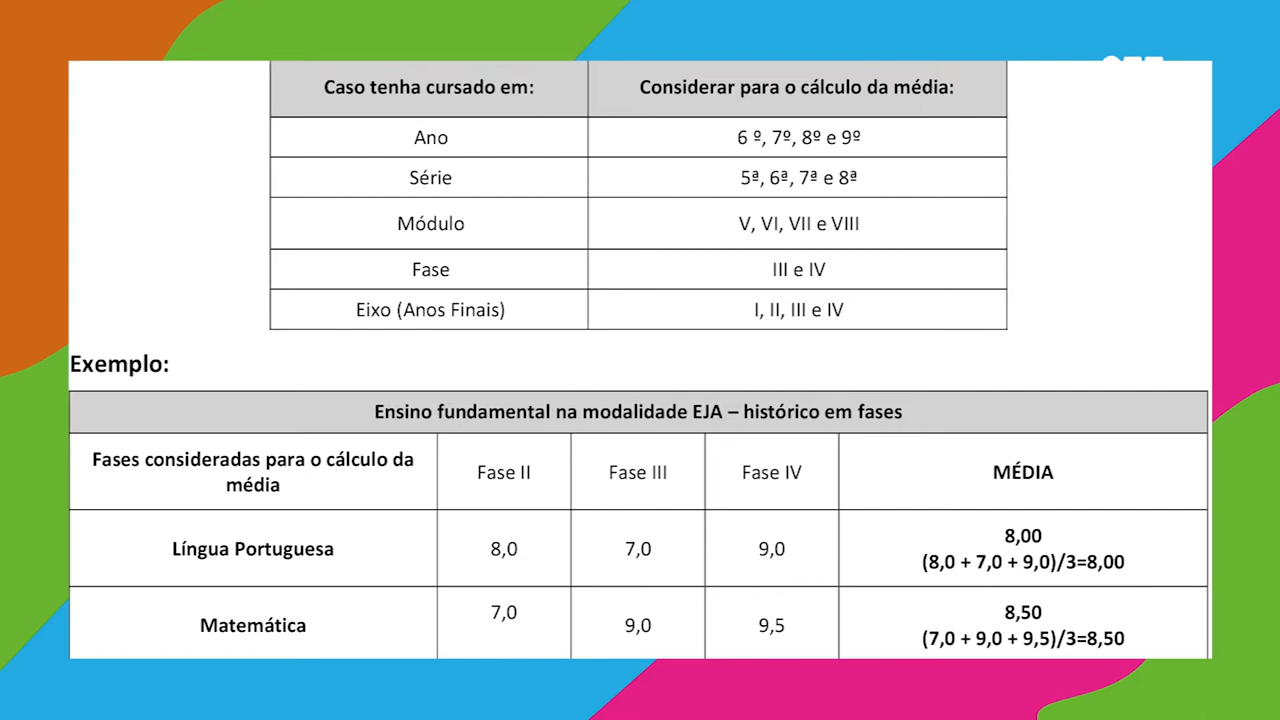 Caso tenha cursado em: Considerar para o cálculo da média:
Ano 6 º, 7º, 8º e 9º
Série 5ª, 6ª, 7ª e 8ª
Módulo V, VI, VII e VIII
Fase III e IV
Eixo (Anos Finais) I, II, III e IV
Exemplo:
Ensino fundamental na modalidade EJA – histórico em fases
Fases consideradas para o cálculo da
média
Fase II Fase III Fase IV MÉDIA
Língua Portuguesa 8,0 7,0 9,0 8,00
(8,0 + 7,0 + 9,0)/3=8,00
Matemática 7,0 9,0 9,5 8,50
(7,0 + 9,0 + 9,5)/3=8,50